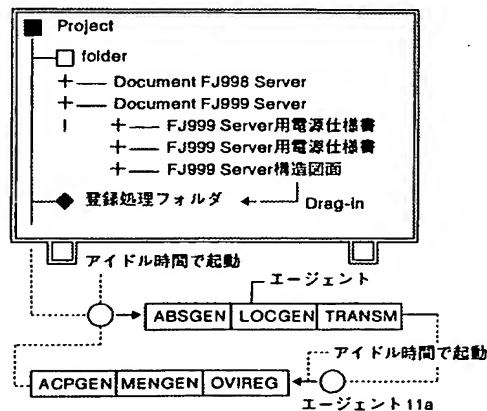 Project
folder
Document FJ998 Server
Document FJ999 Server
FJ999 Server用電源仕様書
FJ999 Server用電源仕様書
FJ999 Server構造図面
登録処理フォルダ
Drag-in
アイドル時間で起動
エージェント
ABSGEN LOCGEN TRANSM
アイドル時間で起動
ACPGEN MENGEN OVIREG
エージェント11a